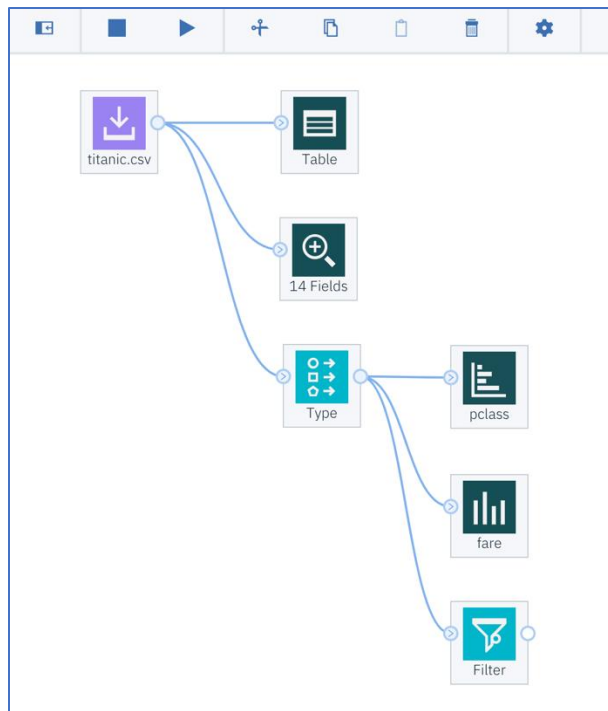 titanic.csv
Table
14 Fields
Type
pclass
fare
Filter